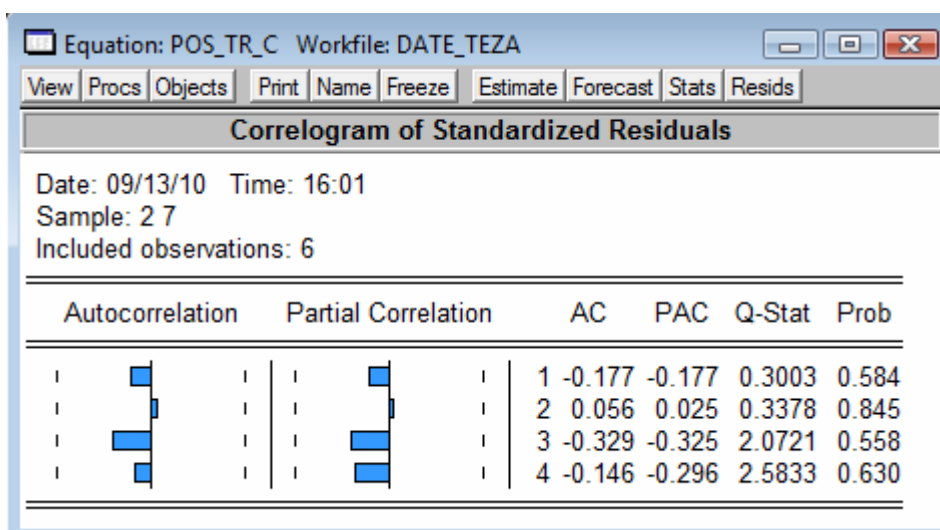 Equation: POS_TR_C Workfile: DATE_TEZA
View Procs Objects Print Name Freeze Estimate Forecast Stats Resids
Correlogram of Standardized Residuals
Date: 09/13/10 Time: 16:01
Sample: 2 7
Included observations: 6
Autocorrelation Partial Correlation AC PAC Q-Stat Prob
1 -0.177 -0.177 0.3003 0.584
2 0.056 0.025 0.3378 0.845
3 -0.329 -0.325 2.0721 0.558
4 -0.146 -0.296 2.5833 0.630